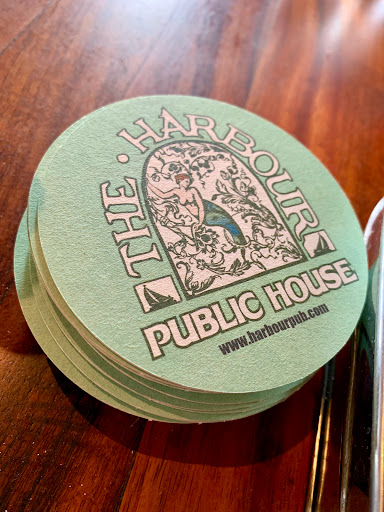 THE · HARBOUR
PUBLIC HOUSE
www.harbourpub.com